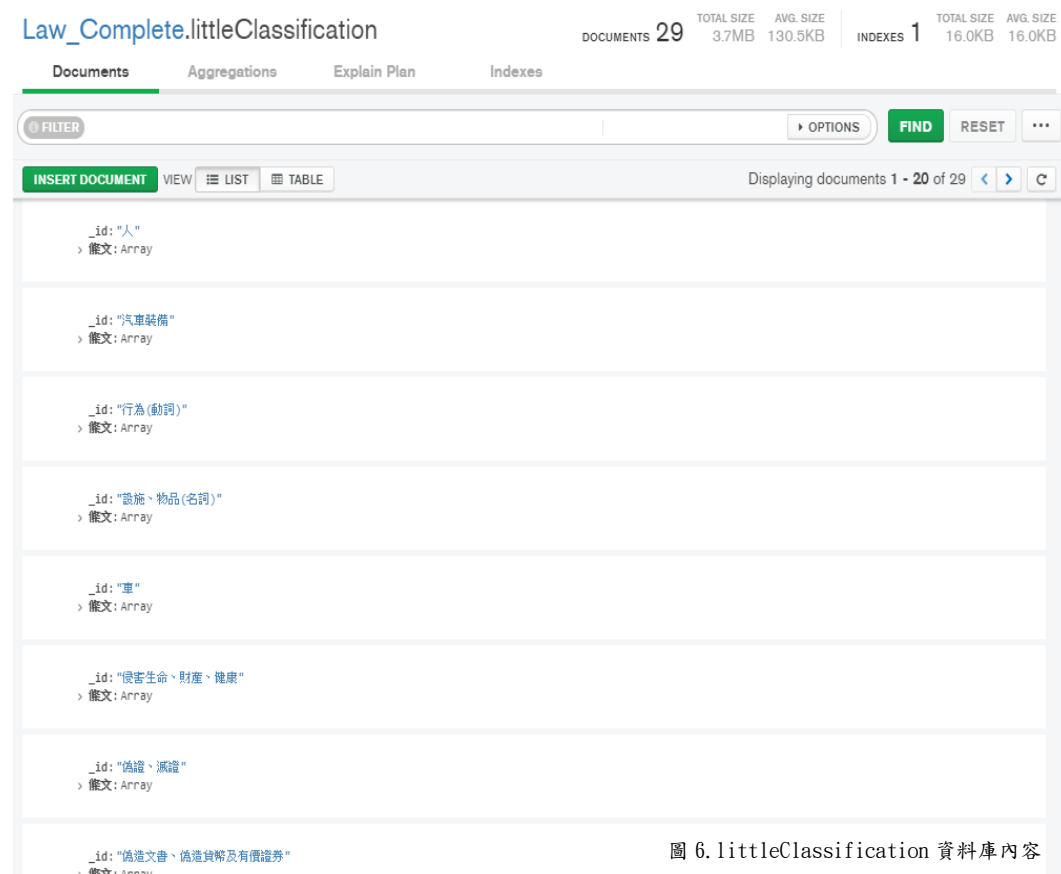 Law_Complete.littleClassification
DOCUMENTS 29 TOTAL SIZE 3.7MB AVG. SIZE 130.5KB INDEXES 1 TOTAL SIZE 16.0KB AVG. SIZE 16.0KB
Documents Aggregations Explain Plan Indexes
FILTER OPTIONS FIND RESET ...
INSERT DOCUMENT VIEW LIST TABLE Displaying documents 1 - 20 of 29
_id: "人"
條文: Array
_id: "汽車裝備"
條文: Array
_id: "行為(動詞)"
條文: Array
_id: "設施、物品(名詞)"
條文: Array
_id: "車"
條文: Array
_id: "侵害生命、財產、健康"
條文: Array
_id: "偽證、滅證"
條文: Array
_id: "偽造文書、偽造貨幣及有價證券"
條文: Array
圖 6.littleClassification 資料庫內容